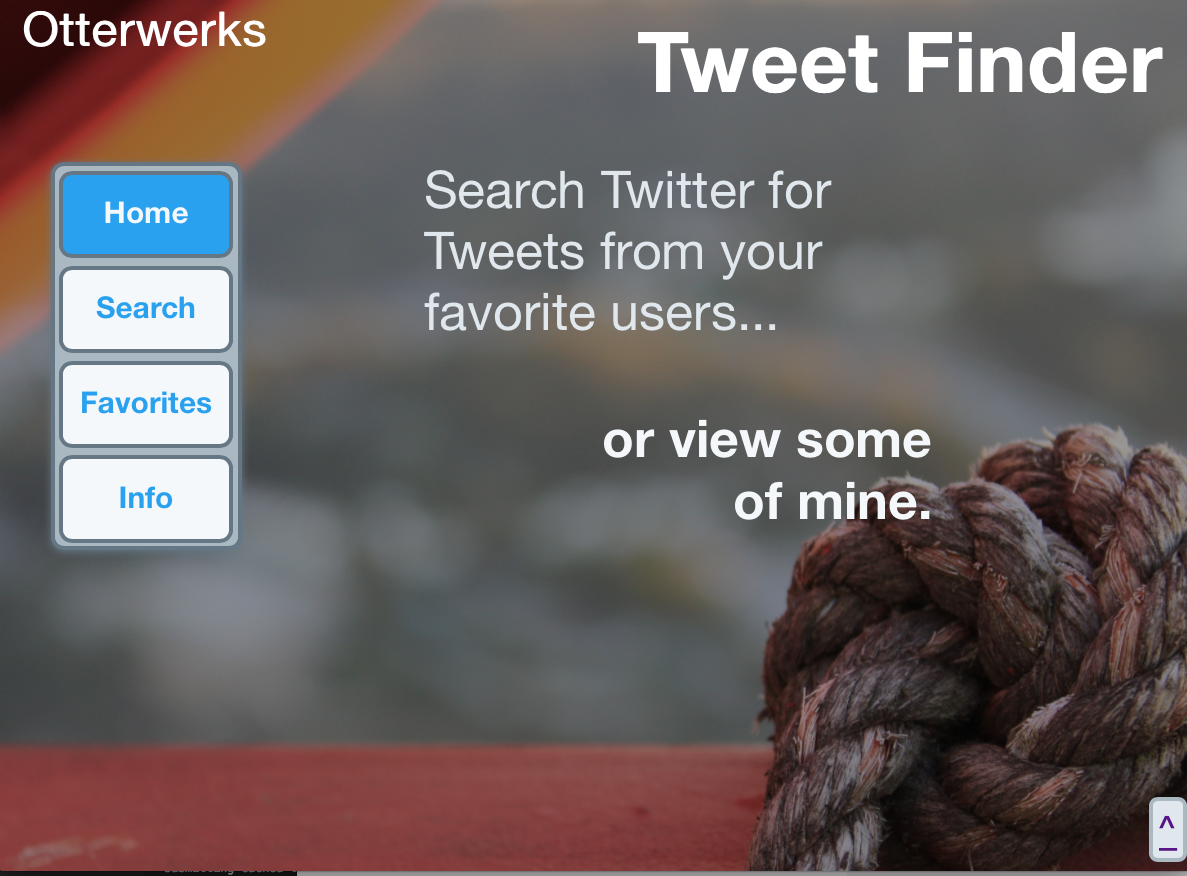 Otterwerks
Tweet Finder
Home
Search
Favorites
Info
Search Twitter for
Tweets from your
favorite users...
or view some
of mine.
^